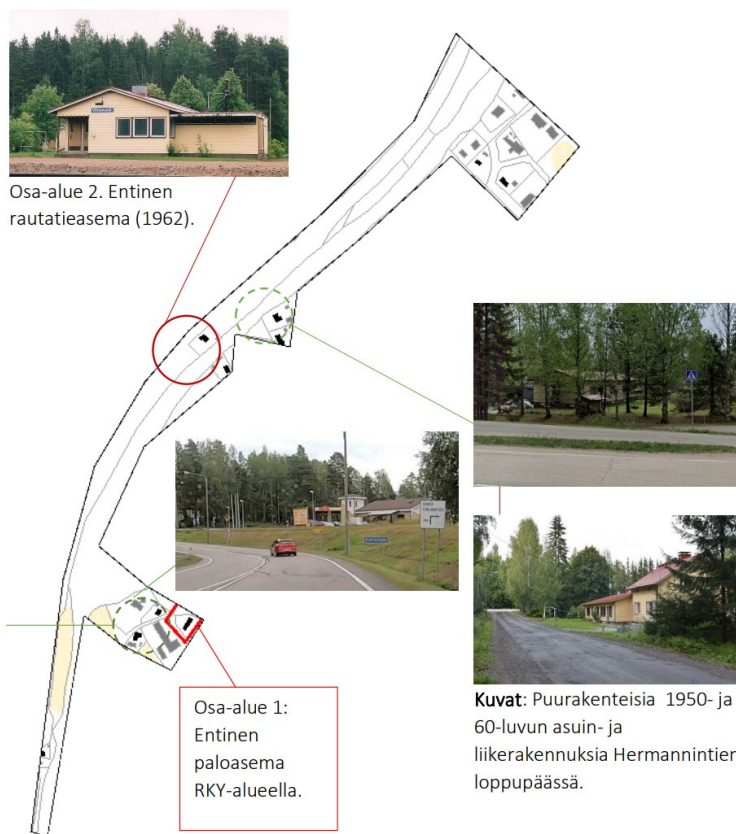 Osa-alue 2. Entinen
rautatieasema (1962).
Osa-alue 1:
Entinen
paloasema
RKY-alueella.
Kuvat: Puurakenteisia 1950- ja
60-luvun asuin- ja
liikerakennuksia Hermannintien
loppupäässä.